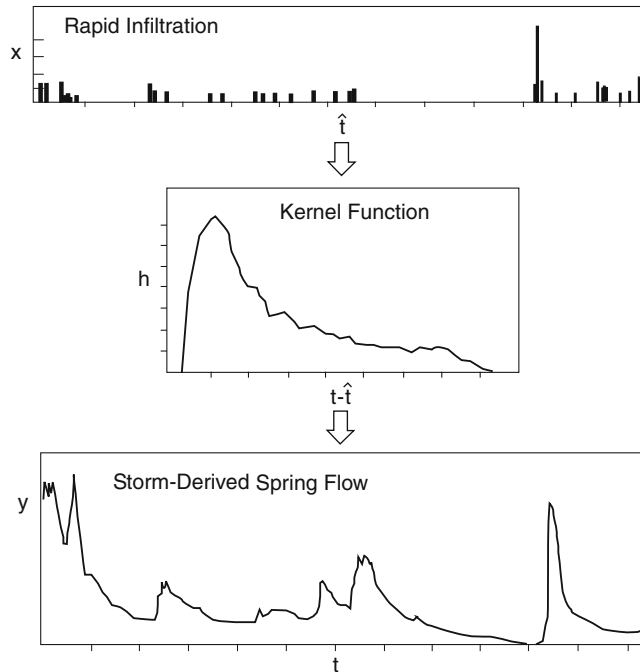 Rapid Infiltration
x
t̂
Kernel Function
h
t-t̂
Storm-Derived Spring Flow
y
t